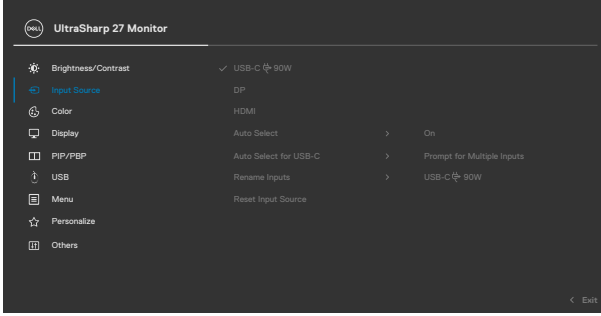 DELL UltraSharp 27 Monitor
Brightness/Contrast ✓ USB-C 90W
Input Source DP
Color HDMI
Display Auto Select > On
PIP/PBP Auto Select for USB-C > Prompt for Multiple Inputs
USB Rename Inputs > USB-C 90W
Menu Reset Input Source
Personalize
Others
< Exit